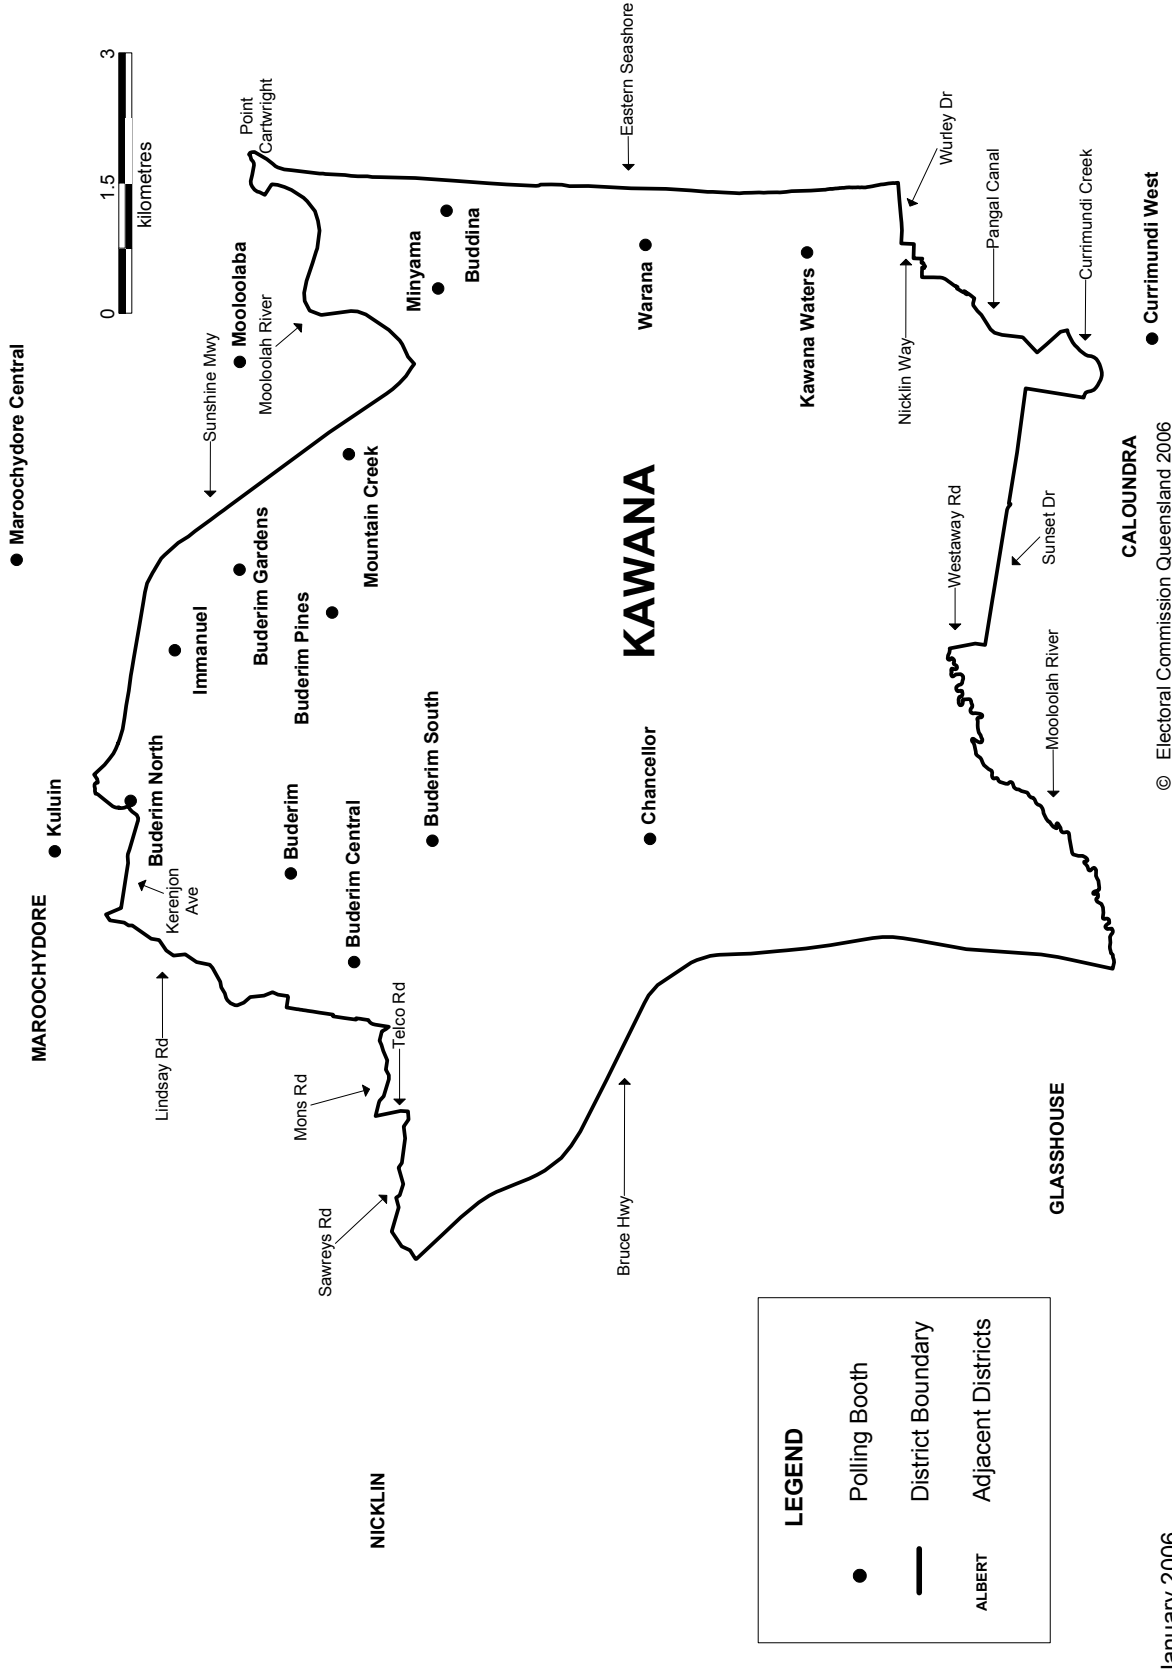 Maroochydore Central
Kuluin
MAROOCHYDORE
0
1.5
3
kilometres
Point
Cartwright
Mooloolaba
Sunshine Mwy
Mooloolah River
Immanuel
Buderim North
Kerenjon
Ave
Lindsay Rd
Buderim Gardens
Buderim Pines
Mountain Creek
Buderim
Buderim Central
Buderim South
Minyama
Buddina
Mons Rd
Telco Rd
Sawreys Rd
NICKLIN
Eastern Seashore
Warana
KAWANA
Chancellor
Bruce Hwy
Kawana Waters
Nicklin Way
Wurley Dr
Pangal Canal
Currimundi Creek
Westaway Rd
Sunset Dr
Mooloolah River
GLASSHOUSE
CALOUNDRA
Currimundi West
LEGEND
Polling Booth
District Boundary
ALBERT Adjacent Districts
© Electoral Commission Queensland 2006
January 2006